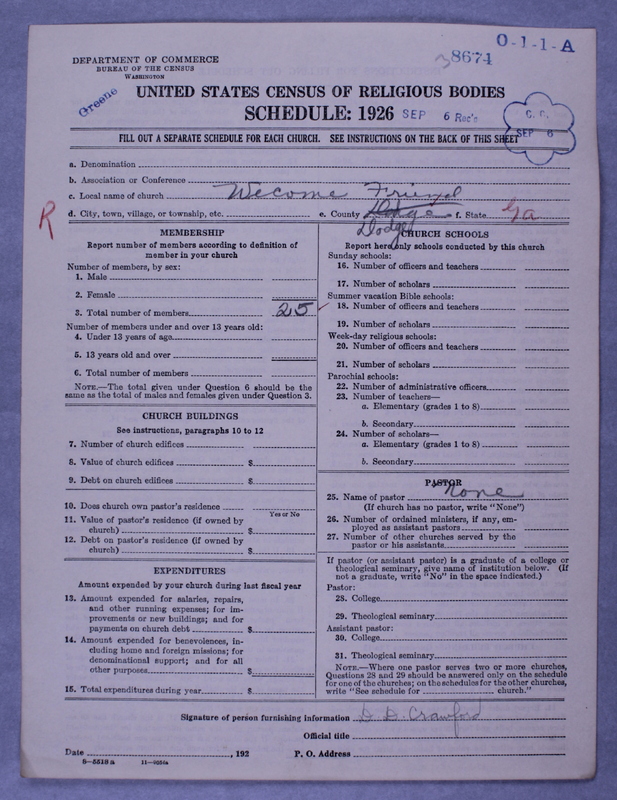 O-1-1-A
38674
DEPARTMENT OF COMMERCE
BUREAU OF THE CENSUS
WASHINGTON
Greene
UNITED STATES CENSUS OF RELIGIOUS BODIES
SCHEDULE: 1926
SEP 6 Rec'd
C. C.
SEP 6
FILL OUT A SEPARATE SCHEDULE FOR EACH CHURCH. SEE INSTRUCTIONS ON THE BACK OF THIS SHEET
a. Denomination
b. Association or Conference
c. Local name of church Wecome Friend
d. City, town, village, or township, etc. e. County Dodge f. State Ga
Dodge
R
MEMBERSHIP
Report number of members according to definition of
member in your church
Number of members, by sex:
1. Male
2. Female
3. Total number of members 25
Number of members under and over 13 years old:
4. Under 13 years of age
5. 13 years old and over
6. Total number of members
NOTE.—The total given under Question 6 should be the
same as the total of males and females given under Question 3.
CHURCH BUILDINGS
See instructions, paragraphs 10 to 12
7. Number of church edifices
8. Value of church edifices $
9. Debt on church edifices $
10. Does church own pastor's residence
Yes or No
11. Value of pastor's residence (if owned by
church) $
12. Debt on pastor's residence (if owned by
church) $
EXPENDITURES
Amount expended by your church during last fiscal year
13. Amount expended for salaries, repairs,
and other running expenses; for im-
provements or new buildings; and for
payments on church debt $
14. Amount expended for benevolences, in-
cluding home and foreign missions; for
denominational support; and for all
other purposes $
15. Total expenditures during year $
CHURCH SCHOOLS
Report here only schools conducted by this church
Sunday schools:
16. Number of officers and teachers
17. Number of scholars
Summer vacation Bible schools:
18. Number of officers and teachers
19. Number of scholars
Week-day religious schools:
20. Number of officers and teachers
21. Number of scholars
Parochial schools:
22. Number of administrative officers
23. Number of teachers—
a. Elementary (grades 1 to 8)
b. Secondary
24. Number of scholars—
a. Elementary (grades 1 to 8)
b. Secondary
PASTOR
25. Name of pastor None
(If church has no pastor, write "None")
26. Number of ordained ministers, if any, em-
ployed as assistant pastors
27. Number of other churches served by the
pastor or his assistants
If pastor (or assistant pastor) is a graduate of a college or
theological seminary, give name of institution below. (If
not a graduate, write "No" in the space indicated.)
Pastor:
28. College
29. Theological seminary
Assistant pastor:
30. College
31. Theological seminary
NOTE.—Where one pastor serves two or more churches,
Questions 28 and 29 should be answered only on the schedule
for one of the churches; on the schedules for the other churches,
write "See schedule for church."
Signature of person furnishing information D. D. Crawford
Official title
Date , 192 P. O. Address
8-5518a 11-9056a